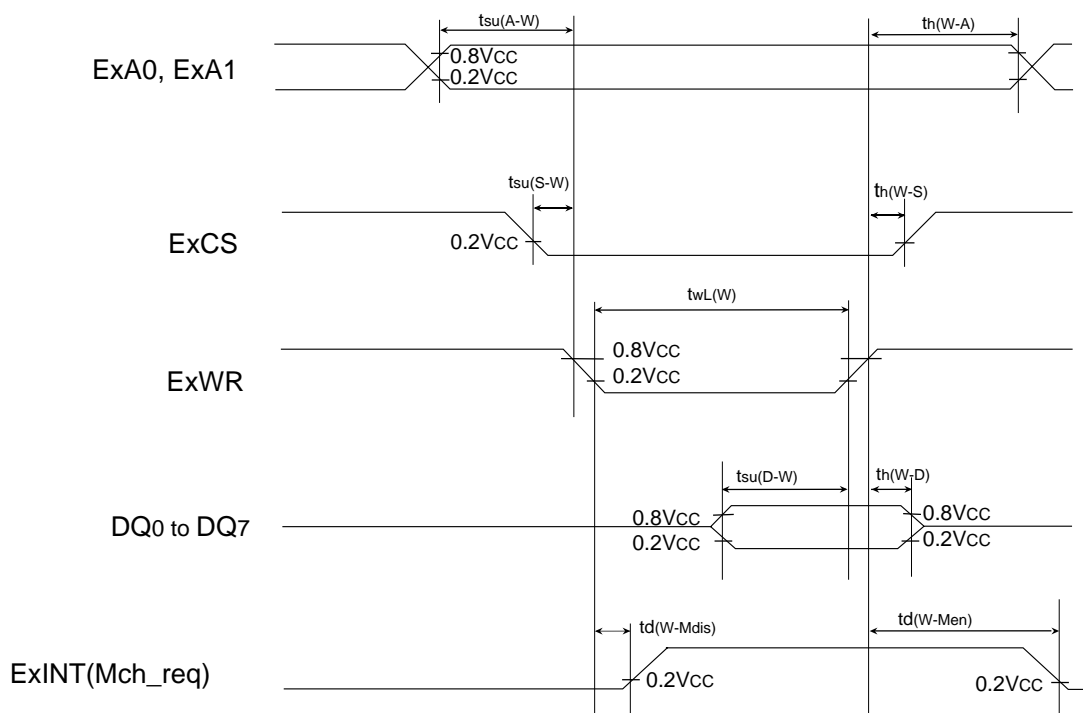 tsu(A-W)
th(W-A)
ExA0, ExA1
0.8VCC
0.2VCC
tsu(S-W)
th(W-S)
ExCS
0.2VCC
twL(W)
0.8VCC
ExWR
0.2VCC
tsu(D-W)
th(W-D)
DQ0 to DQ7
0.8VCC
0.8VCC
0.2VCC
0.2VCC
td(W-Mdis)
td(W-Men)
ExINT(Mch_req)
0.2VCC
0.2VCC